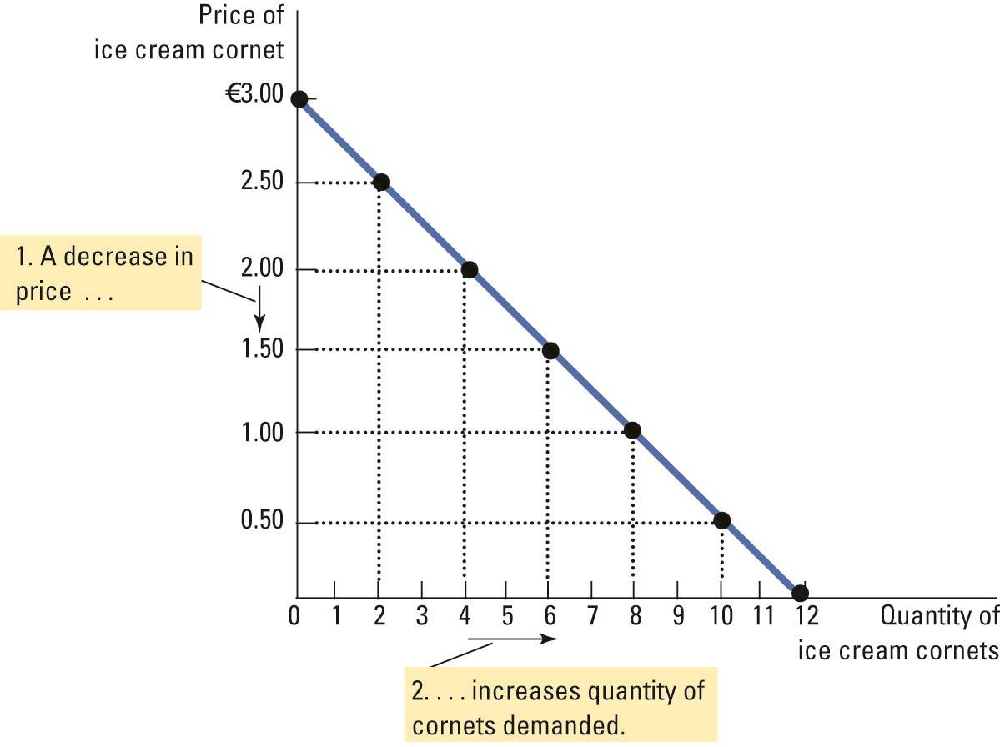 Price of
ice cream cornet
€3.00
2.50
1. A decrease in
price ...
2.00
1.50
1.00
0.50
0 1 2 3 4 5 6 7 8 9 10 11 12
Quantity of
ice cream cornets
2. ... increases quantity of
cornets demanded.